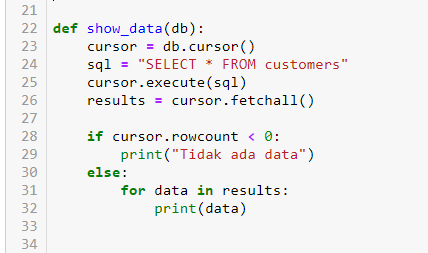 21
22 def show_data(db):
23     cursor = db.cursor()
24     sql = "SELECT * FROM customers"
25     cursor.execute(sql)
26     results = cursor.fetchall()
27
28     if cursor.rowcount < 0:
29         print("Tidak ada data")
30     else:
31         for data in results:
32             print(data)
33
34